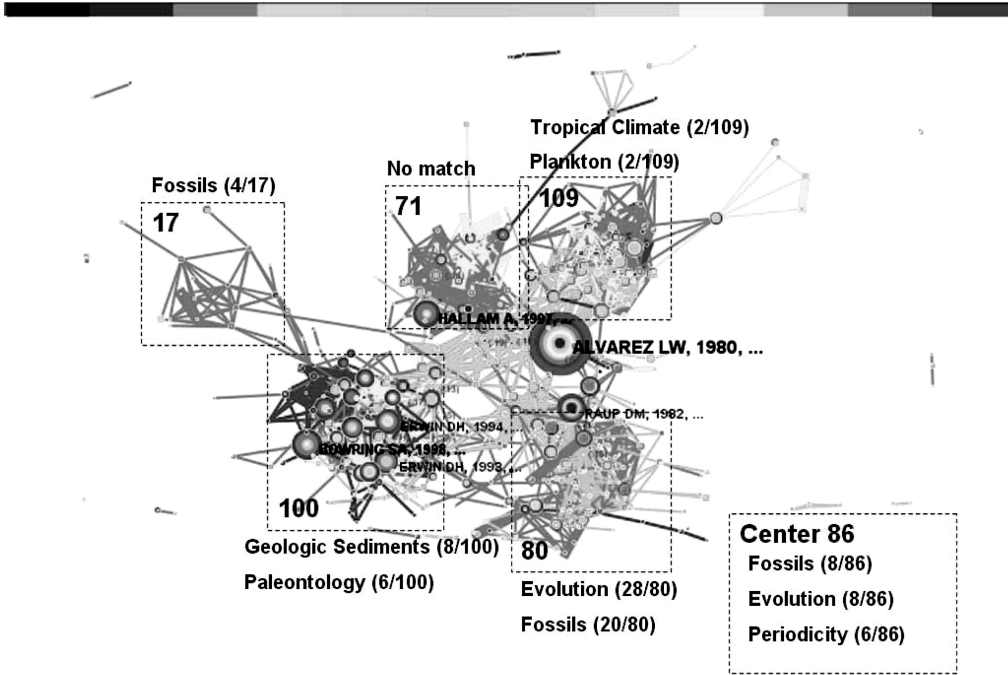 Tropical Climate (2/109)
Plankton (2/109)
No match
Fossils (4/17)
17
71
109
HALLAM A, 1997, ...
ALVAREZ LW, 1980, ...
RAUP DM, 1982, ...
ERWIN DH, 1994, ...
BOWRING SA, 1998, ...
ERWIN DH, 1993, ...
100
80
Geologic Sediments (8/100)
Paleontology (6/100)
Evolution (28/80)
Fossils (20/80)
Center 86
Fossils (8/86)
Evolution (8/86)
Periodicity (6/86)